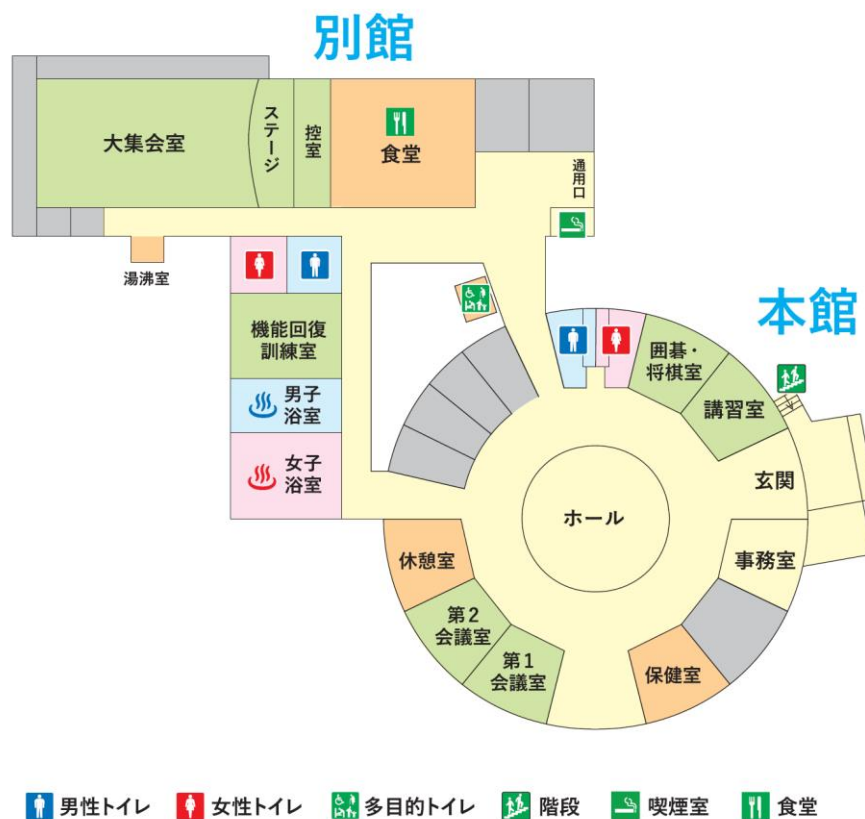 別館
大集会室
ステージ
控室
食堂
通用口
湯沸室
機能回復
訓練室
男子
浴室
女子
浴室
本館
囲碁・
将棋室
講習室
玄関
ホール
事務室
休憩室
第2
会議室
第1
会議室
保健室
男性トイレ
女性トイレ
多目的トイレ
階段
喫煙室
食堂